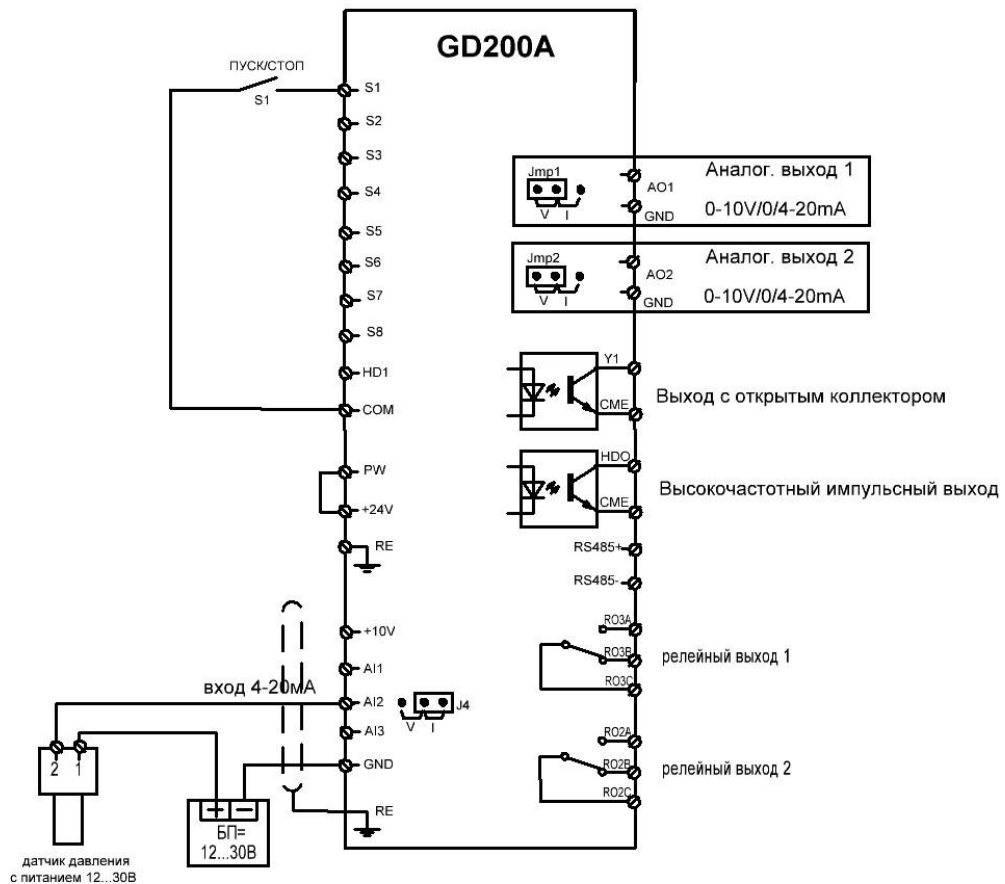 GD200A
ПУСК/СТОП
S1
S1
S2
S3
S4
S5
S6
S7
S8
HD1
COM
PW
+24V
RE
+10V
AI1
вход 4-20мА
AI2
J4
V I
AI3
GND
RE
2 1
+ −
БП=
12...30В
датчик давления
с питанием 12...30В
Jmp1
V I
AO1
GND
Аналог. выход 1
0-10V/0/4-20mA
Jmp2
V I
AO2
GND
Аналог. выход 2
0-10V/0/4-20mA
Y1
CME
Выход с открытым коллектором
HDO
CME
Высокочастотный импульсный выход
RS485+
RS485-
RO3A
RO3B
RO3C
релейный выход 1
RO2A
RO2B
RO2C
релейный выход 2